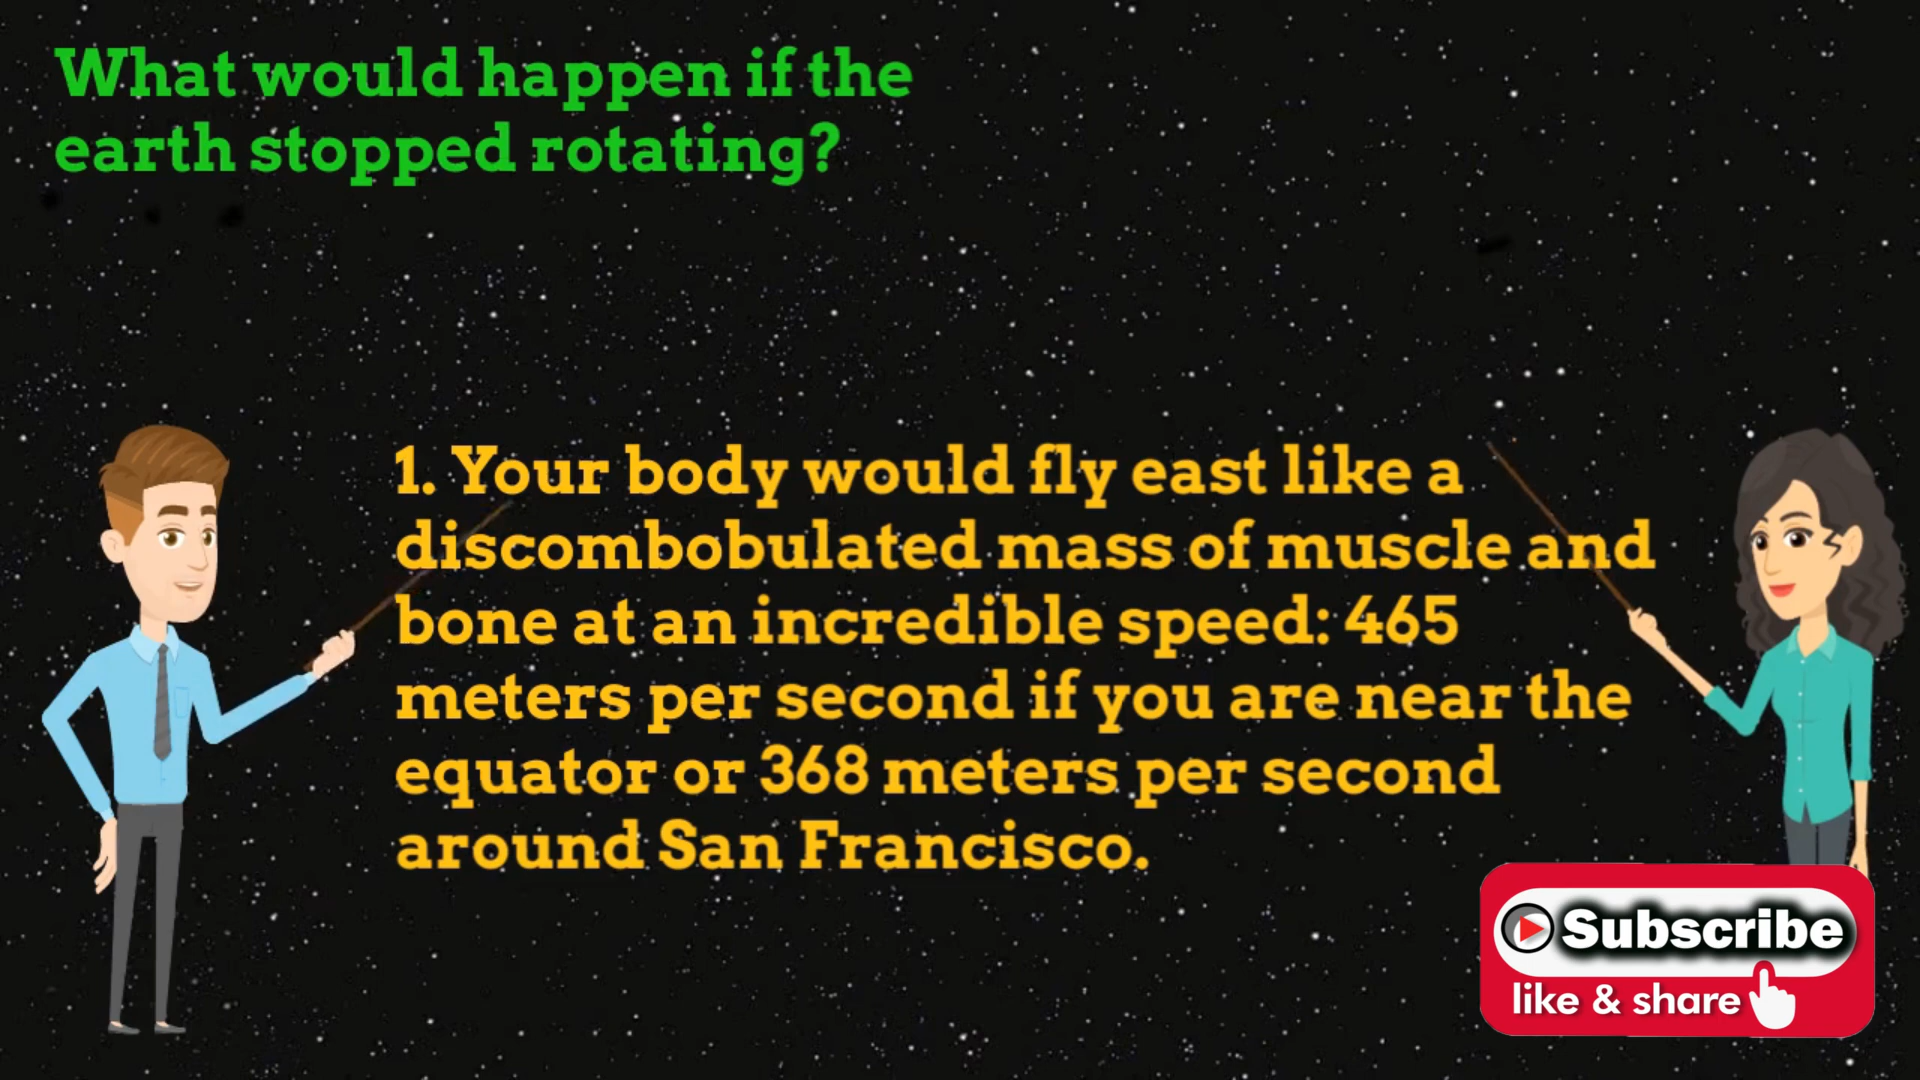 What would happen if the
earth stopped rotating?
1. Your body would fly east like a
discombobulated mass of muscle and
bone at an incredible speed: 465
meters per second if you are near the
equator or 368 meters per second
around San Francisco.
Subscribe
like & share